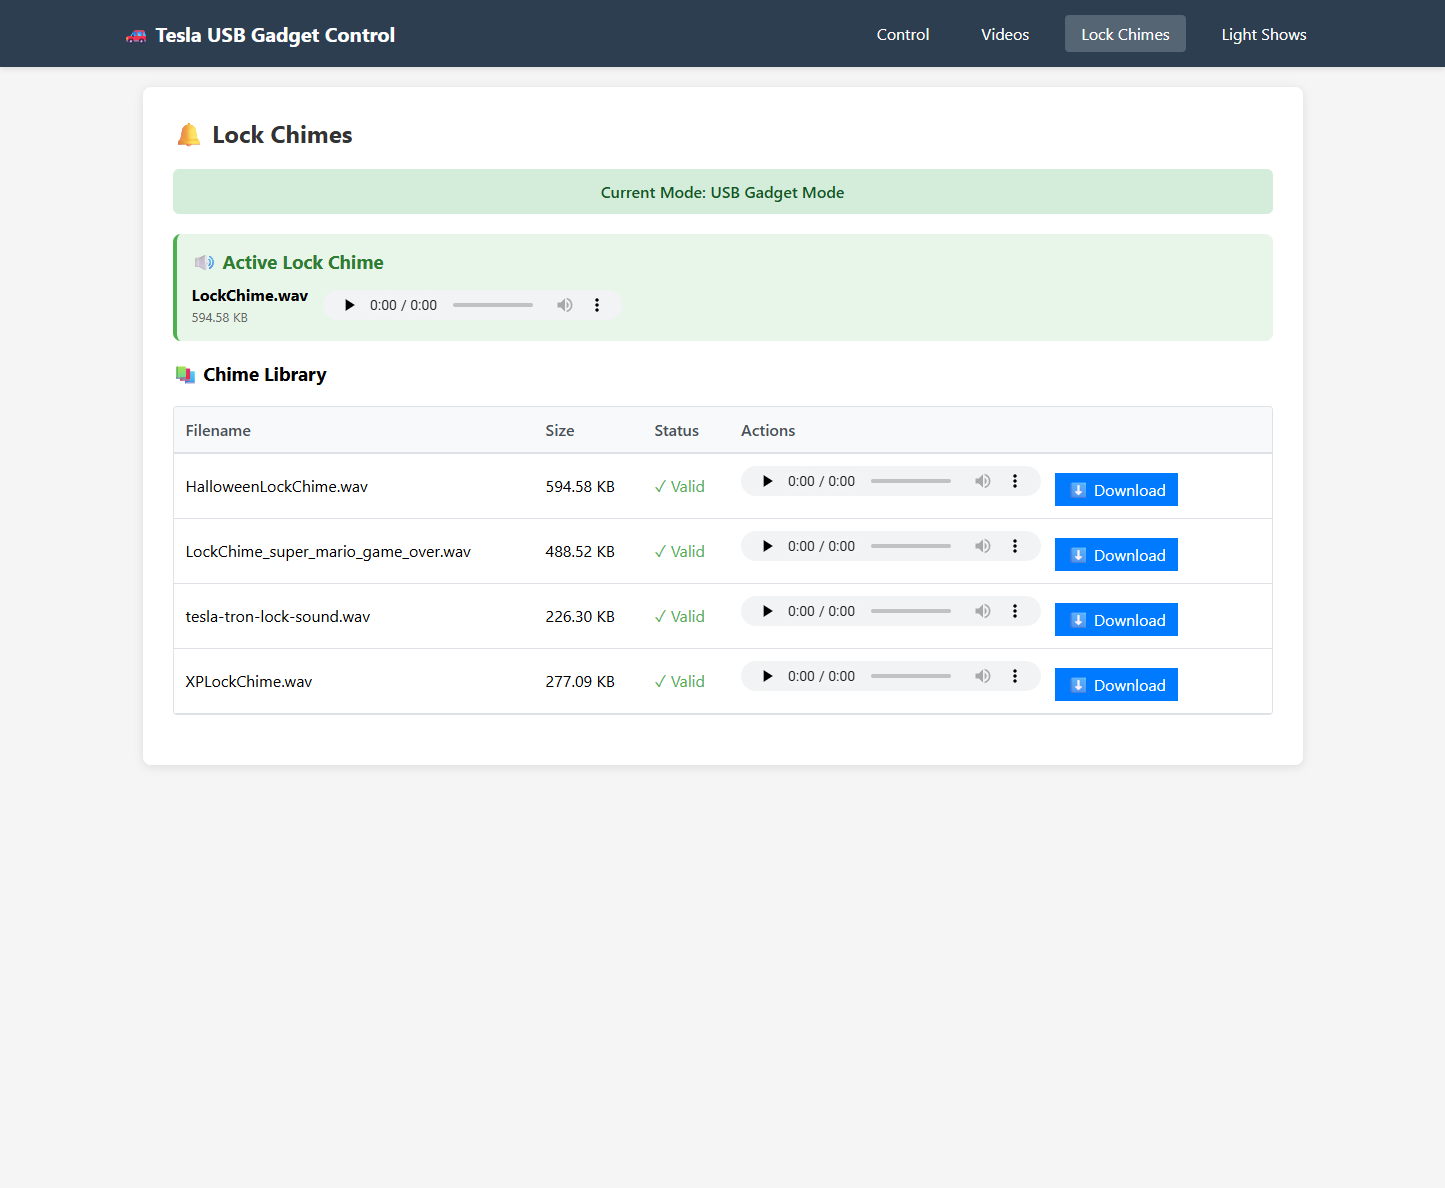 Tesla USB Gadget Control
Control
Videos
Lock Chimes
Light Shows
Lock Chimes
Current Mode: USB Gadget Mode
Active Lock Chime
LockChime.wav
594.58 KB
0:00 / 0:00
Chime Library
Filename Size Status Actions
HalloweenLockChime.wav 594.58 KB ✓ Valid 0:00 / 0:00 Download
LockChime_super_mario_game_over.wav 488.52 KB ✓ Valid 0:00 / 0:00 Download
tesla-tron-lock-sound.wav 226.30 KB ✓ Valid 0:00 / 0:00 Download
XPLockChime.wav 277.09 KB ✓ Valid 0:00 / 0:00 Download